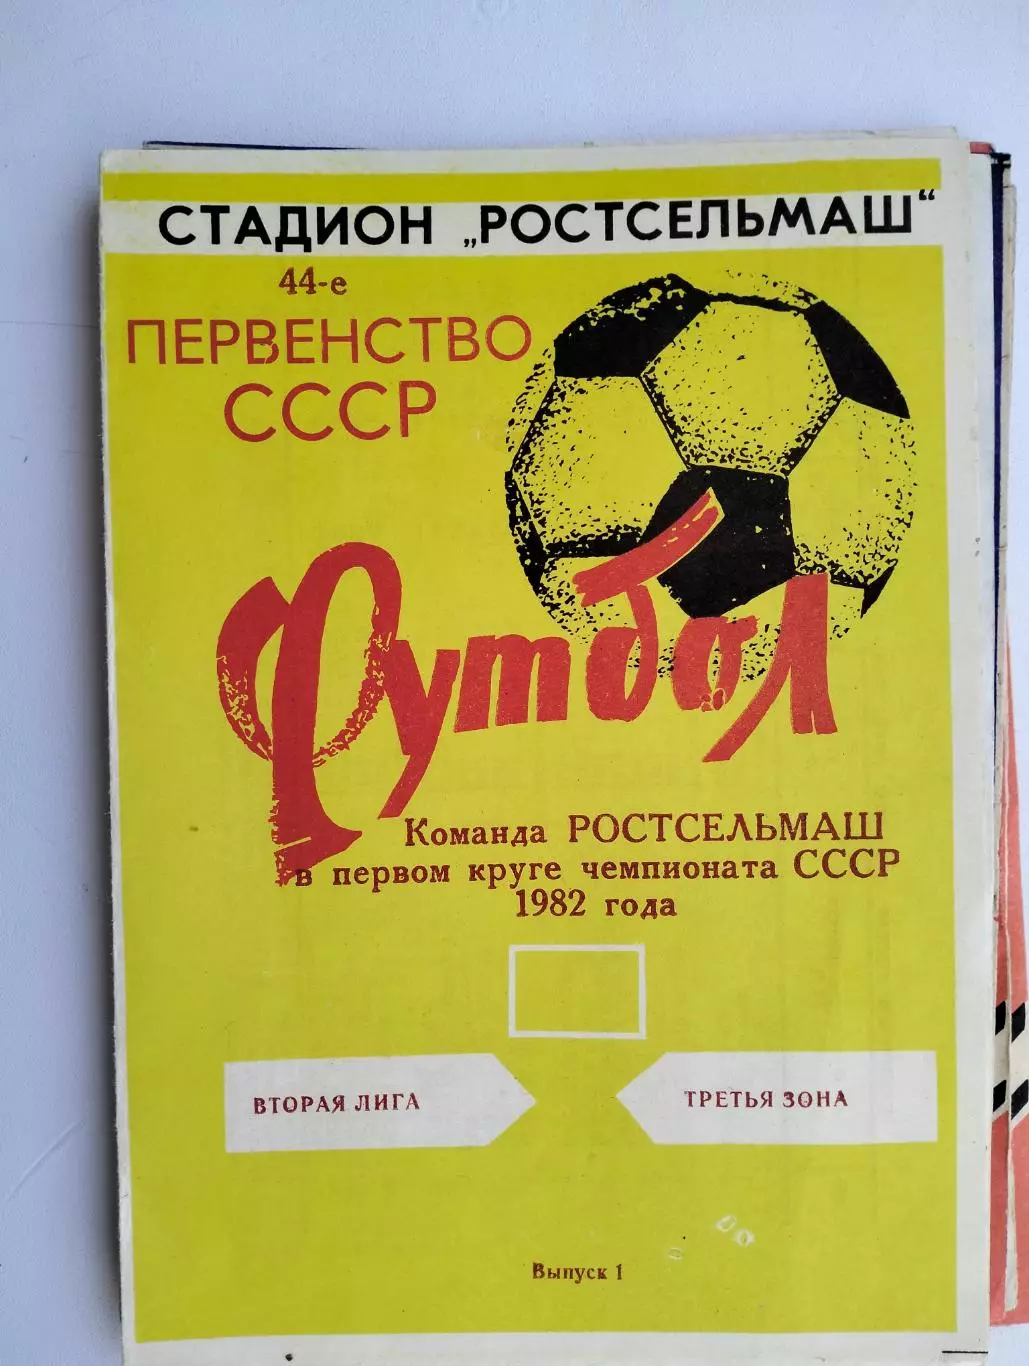 СТАДИОН „РОСТСЕЛЬМАШ“
44-е
ПЕРВЕНСТВО
СССР
Футбол
Команда РОСТСЕЛЬМАШ
в первом круге чемпионата СССР
1982 года
ВТОРАЯ ЛИГА
ТРЕТЬЯ ЗОНА
Выпуск 1